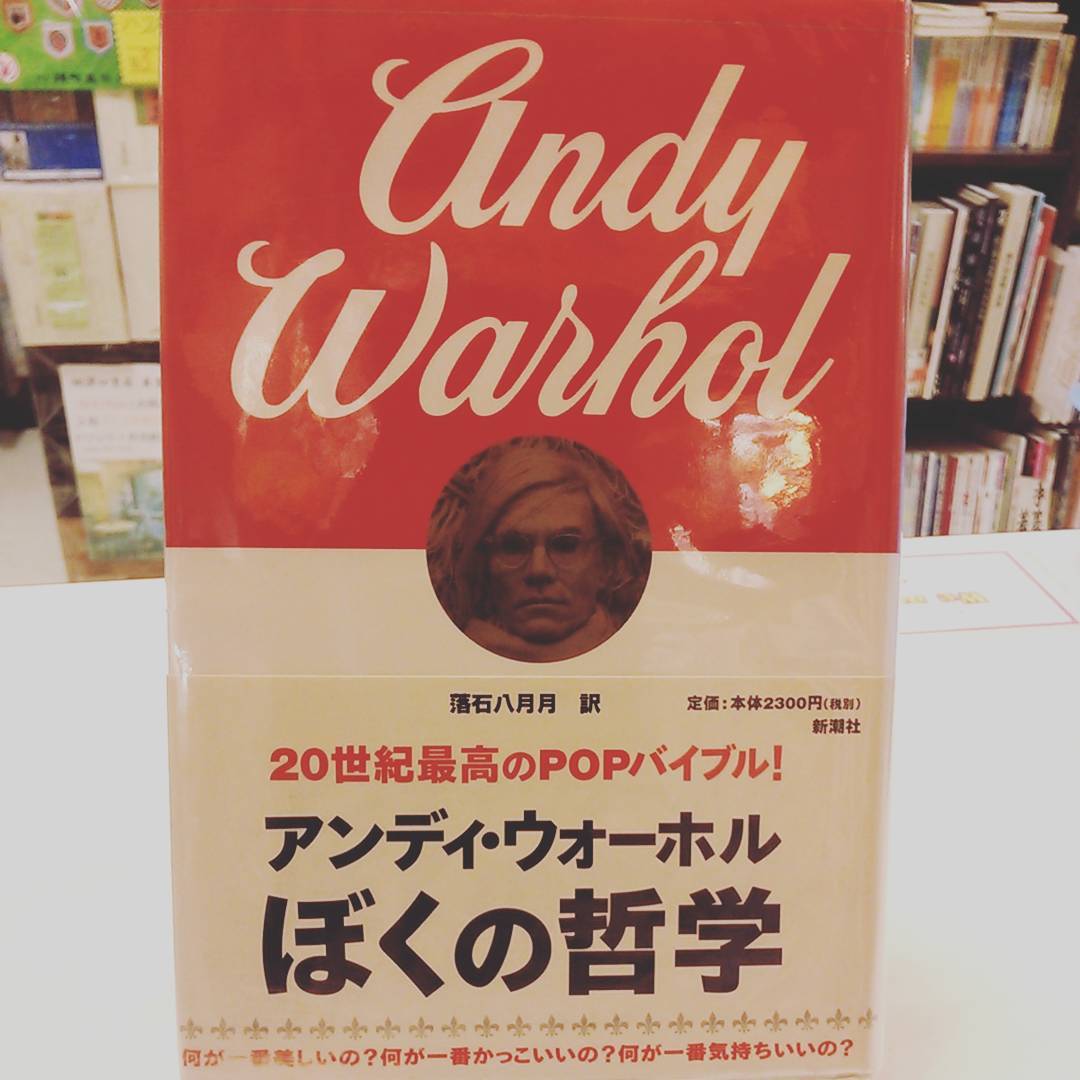 Andy
Warhol
落石八月月　訳
定価：本体2300円（税別）
新潮社
20世紀最高のPOPバイブル！
アンディ・ウォーホル
ぼくの哲学
何が一番美しいの？何が一番かっこいいの？何が一番気持ちいいの？